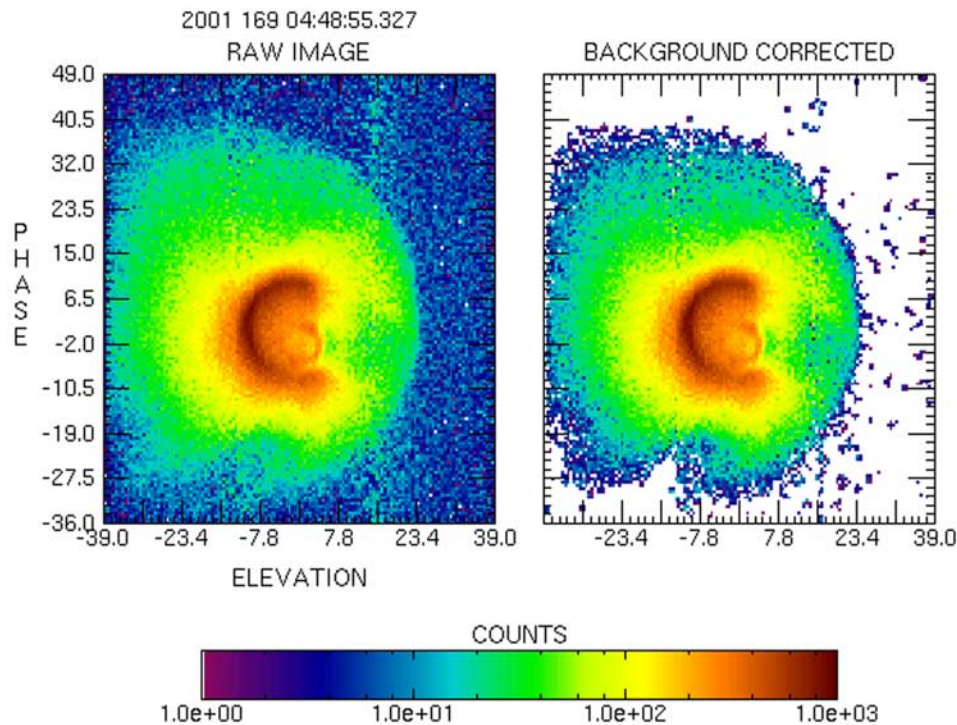 2001 169 04:48:55.327
RAW IMAGE
BACKGROUND CORRECTED
49.0
40.5
32.0
23.5
15.0
6.5
-2.0
-10.5
-19.0
-27.5
-36.0
PHASE
-39.0 -23.4 -7.8 7.8 23.4 39.0
-23.4 -7.8 7.8 23.4 39.0
ELEVATION
COUNTS
1.0e+00 1.0e+01 1.0e+02 1.0e+03